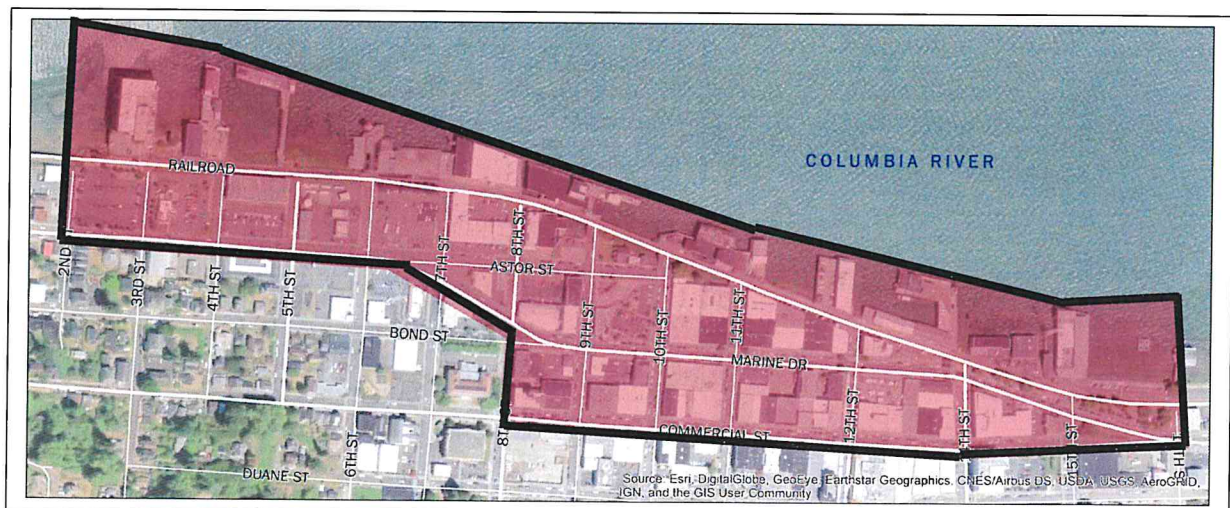 COLUMBIA RIVER
RAILROAD
2ND
3RD ST
4TH ST
5TH ST
6TH ST
7TH ST
8TH ST
ASTOR ST
9TH ST
10TH ST
11TH ST
BOND ST
MARINE DR
12TH ST
COMMERCIAL ST
15TH ST
DUANE ST
Source: Esri, DigitalGlobe, GeoEye, Earthstar Geographics, CNES/Airbus DS, USDA, USGS, AeroGRID,
IGN, and the GIS User Community